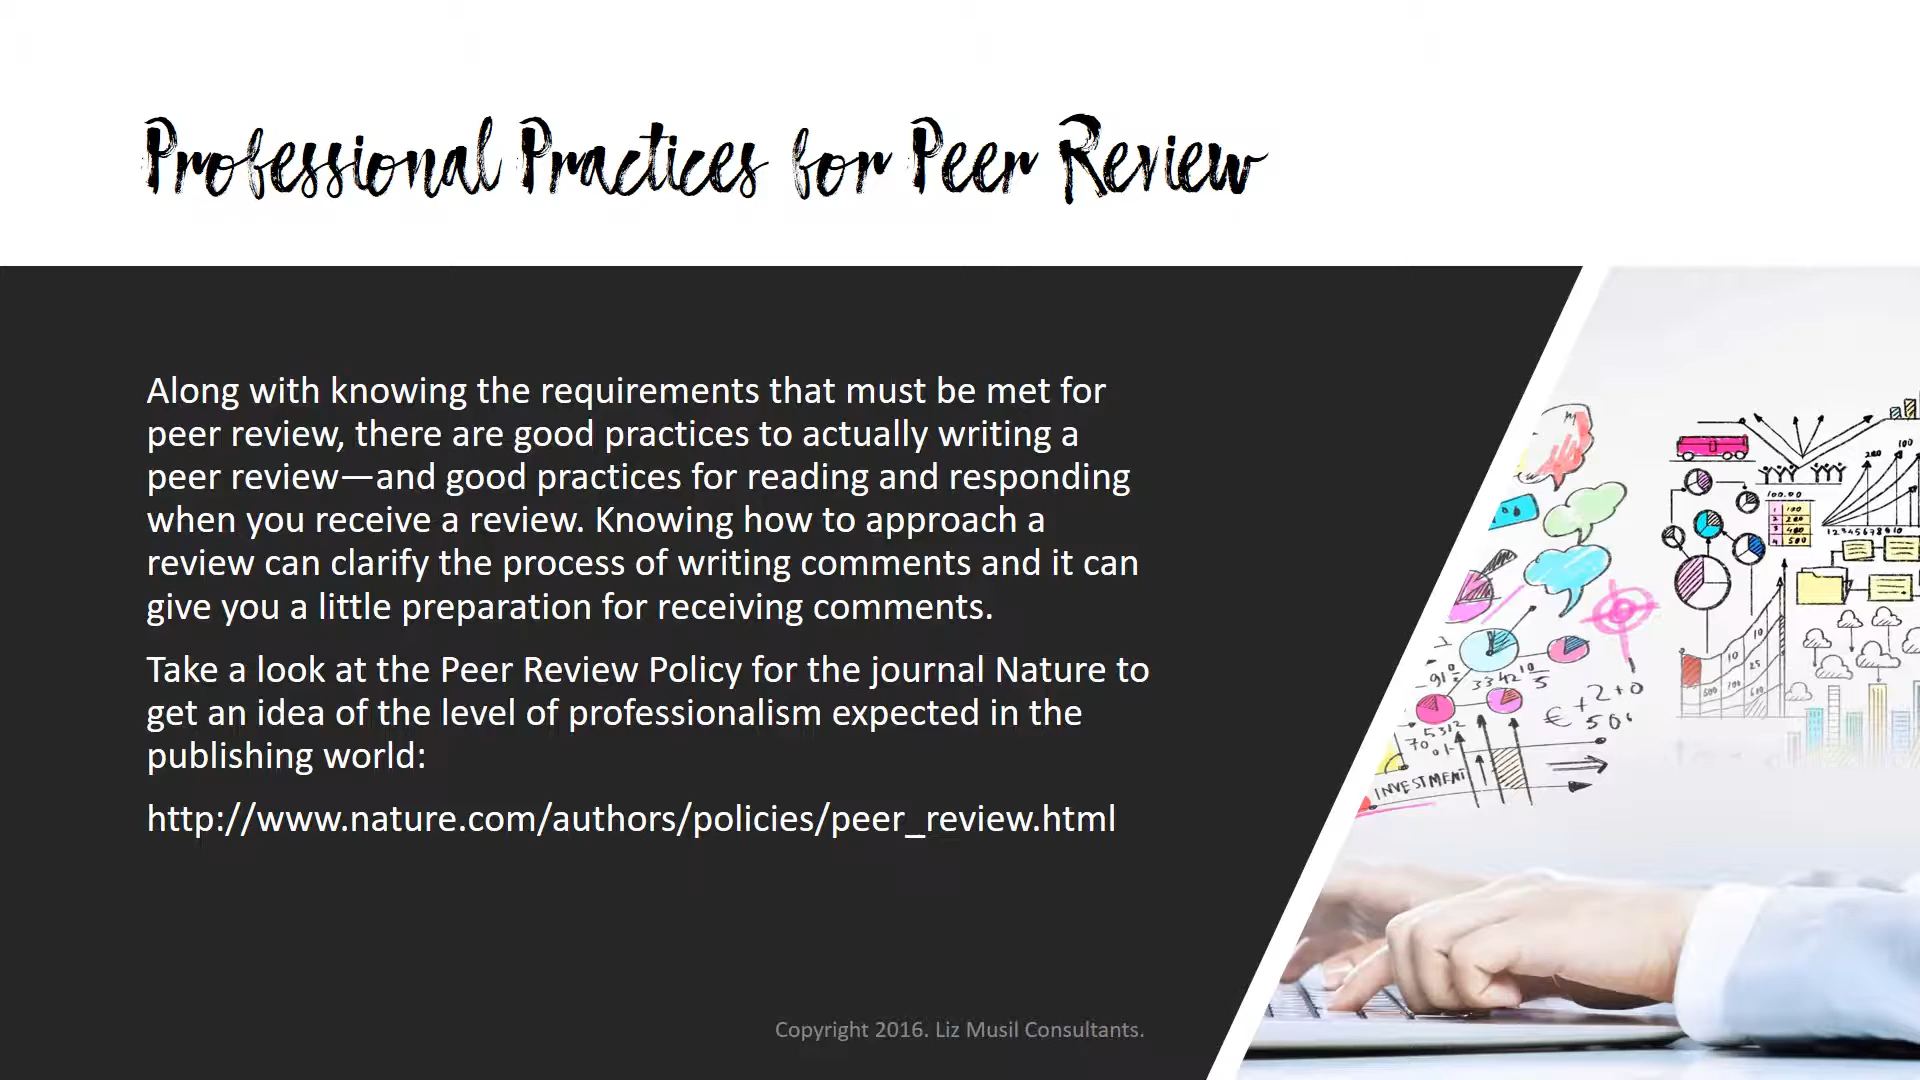 Professional Practices for Peer Review
Along with knowing the requirements that must be met for
peer review, there are good practices to actually writing a
peer review—and good practices for reading and responding
when you receive a review. Knowing how to approach a
review can clarify the process of writing comments and it can
give you a little preparation for receiving comments.
Take a look at the Peer Review Policy for the journal Nature to
get an idea of the level of professionalism expected in the
publishing world:
http://www.nature.com/authors/policies/peer_review.html
INVESTMENT
Copyright 2016. Liz Musil Consultants.